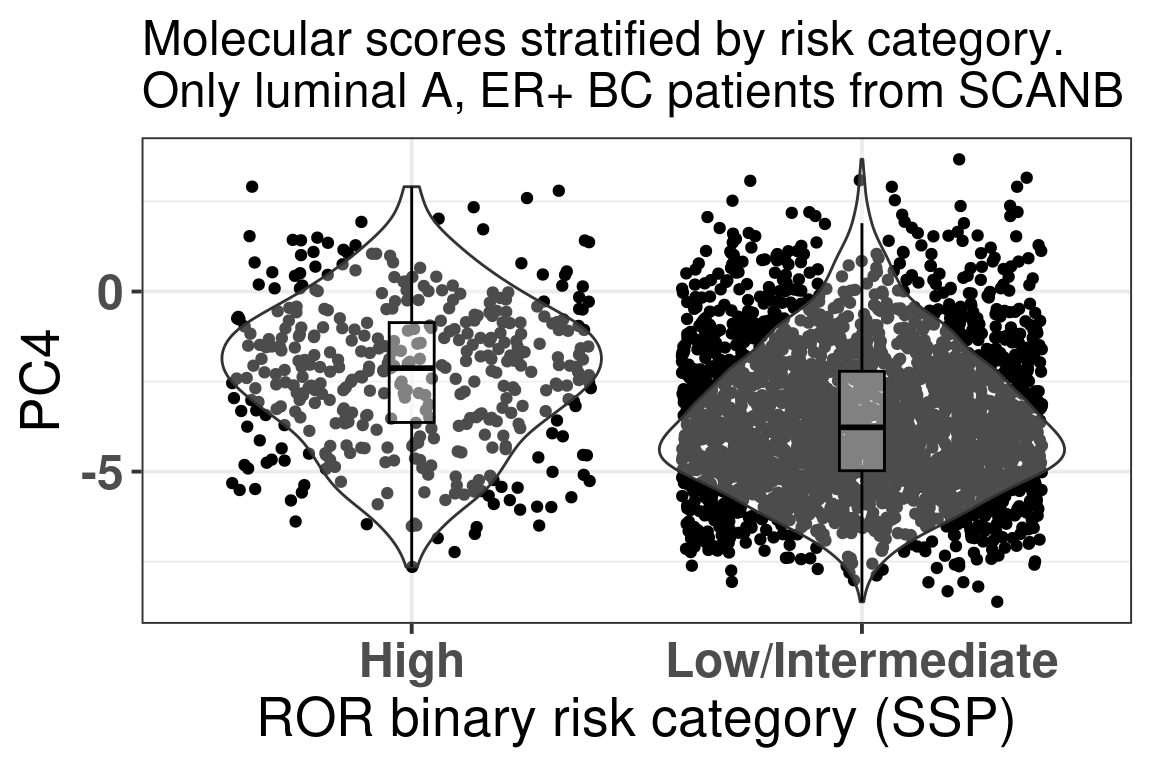 Molecular scores stratified by risk category.
Only luminal A, ER+ BC patients from SCANB
PC4
0
-5
High
Low/Intermediate
ROR binary risk category (SSP)